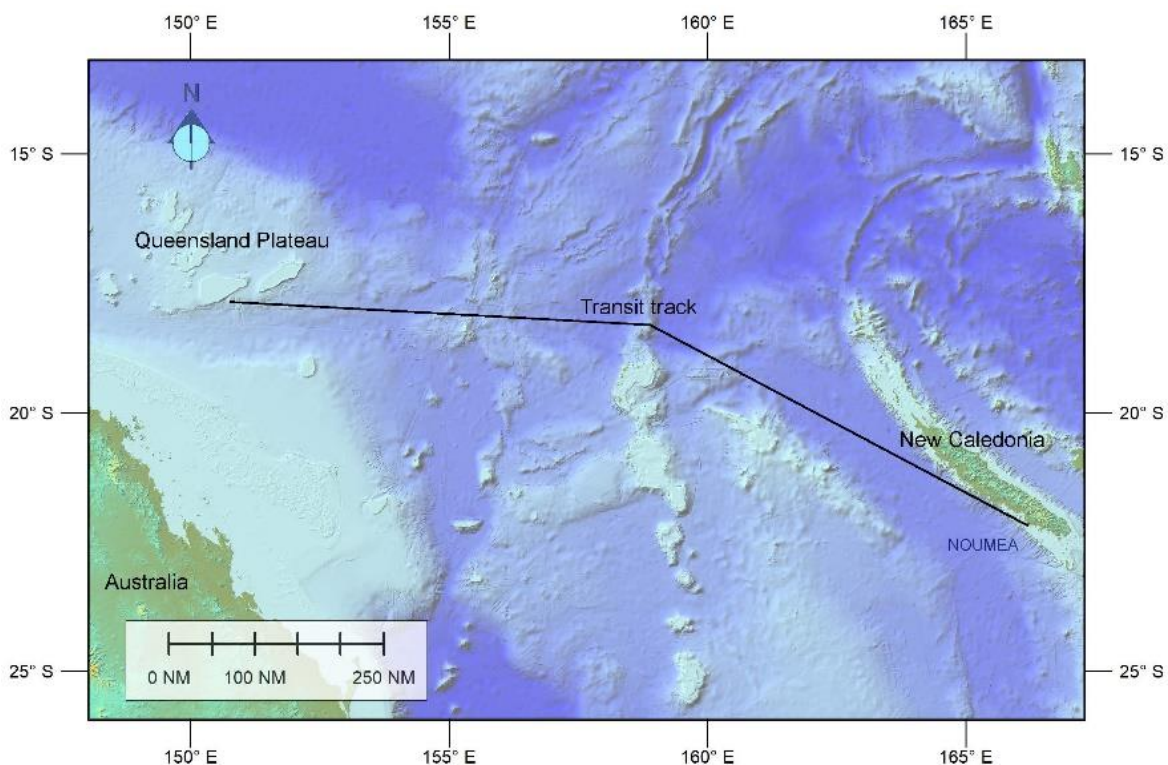 150° E 155° E 160° E 165° E
N
15° S 15° S
Queensland Plateau
Transit track
20° S 20° S
New Caledonia
NOUMEA
Australia
0 NM 100 NM 250 NM
25° S 25° S
150° E 155° E 160° E 165° E